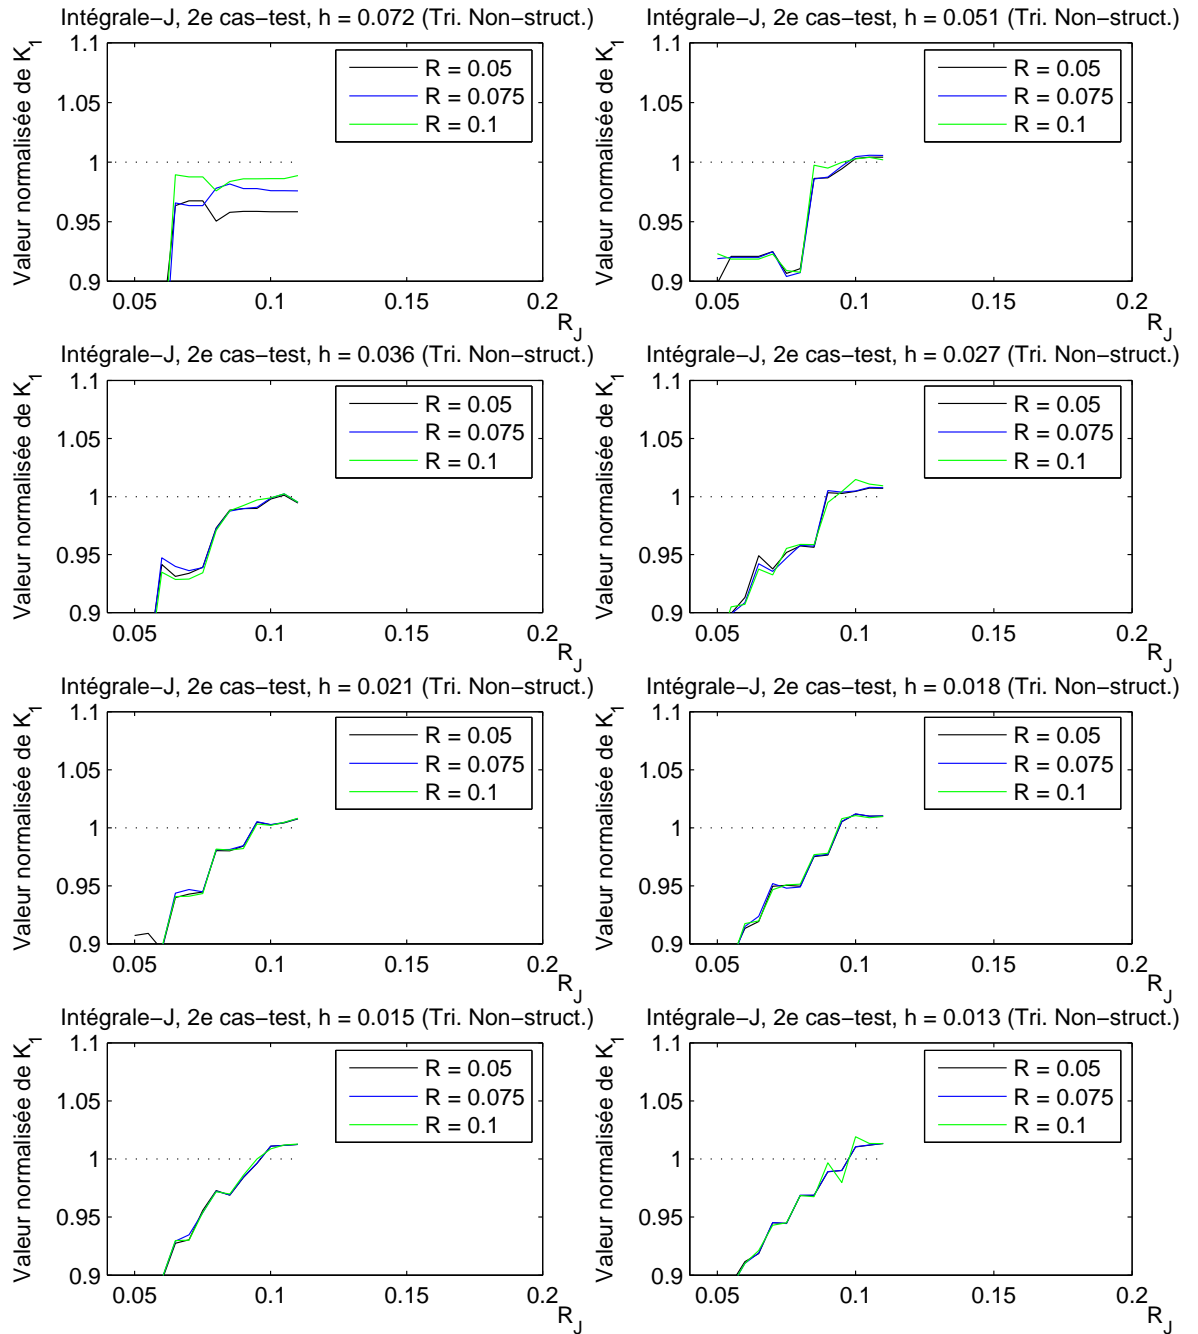 Intégrale−J, 2e cas−test, h = 0.072 (Tri. Non−struct.)
Valeur normalisée de K1
1.1
1.05
1
0.95
0.9
0.05
0.1
0.15
0.2
RJ
R = 0.05
R = 0.075
R = 0.1
Intégrale−J, 2e cas−test, h = 0.051 (Tri. Non−struct.)
Valeur normalisée de K1
1.1
1.05
1
0.95
0.9
0.05
0.1
0.15
0.2
RJ
R = 0.05
R = 0.075
R = 0.1
Intégrale−J, 2e cas−test, h = 0.036 (Tri. Non−struct.)
Valeur normalisée de K1
1.1
1.05
1
0.95
0.9
0.05
0.1
0.15
0.2
RJ
R = 0.05
R = 0.075
R = 0.1
Intégrale−J, 2e cas−test, h = 0.027 (Tri. Non−struct.)
Valeur normalisée de K1
1.1
1.05
1
0.95
0.9
0.05
0.1
0.15
0.2
RJ
R = 0.05
R = 0.075
R = 0.1
Intégrale−J, 2e cas−test, h = 0.021 (Tri. Non−struct.)
Valeur normalisée de K1
1.1
1.05
1
0.95
0.9
0.05
0.1
0.15
0.2
RJ
R = 0.05
R = 0.075
R = 0.1
Intégrale−J, 2e cas−test, h = 0.018 (Tri. Non−struct.)
Valeur normalisée de K1
1.1
1.05
1
0.95
0.9
0.05
0.1
0.15
0.2
RJ
R = 0.05
R = 0.075
R = 0.1
Intégrale−J, 2e cas−test, h = 0.015 (Tri. Non−struct.)
Valeur normalisée de K1
1.1
1.05
1
0.95
0.9
0.05
0.1
0.15
0.2
RJ
R = 0.05
R = 0.075
R = 0.1
Intégrale−J, 2e cas−test, h = 0.013 (Tri. Non−struct.)
Valeur normalisée de K1
1.1
1.05
1
0.95
0.9
0.05
0.1
0.15
0.2
RJ
R = 0.05
R = 0.075
R = 0.1